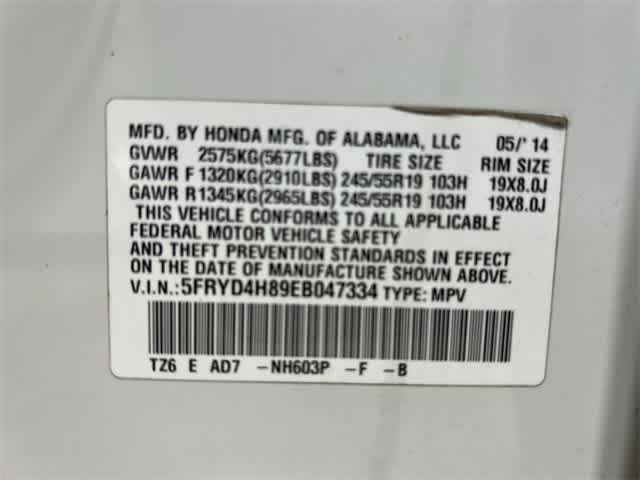 MFD. BY HONDA MFG. OF ALABAMA, LLC 05/'14
GVWR 2575KG(5677LBS) TIRE SIZE RIM SIZE
GAWR F 1320KG(2910LBS) 245/55R19 103H 19X8.0J
GAWR R1345KG(2965LBS) 245/55R19 103H 19X8.0J
THIS VEHICLE CONFORMS TO ALL APPLICABLE
FEDERAL MOTOR VEHICLE SAFETY
AND THEFT PREVENTION STANDARDS IN EFFECT
ON THE DATE OF MANUFACTURE SHOWN ABOVE.
V.I.N.:5FRYD4H89EB047334 TYPE: MPV
TZ6 E AD7 -NH603P -F -B